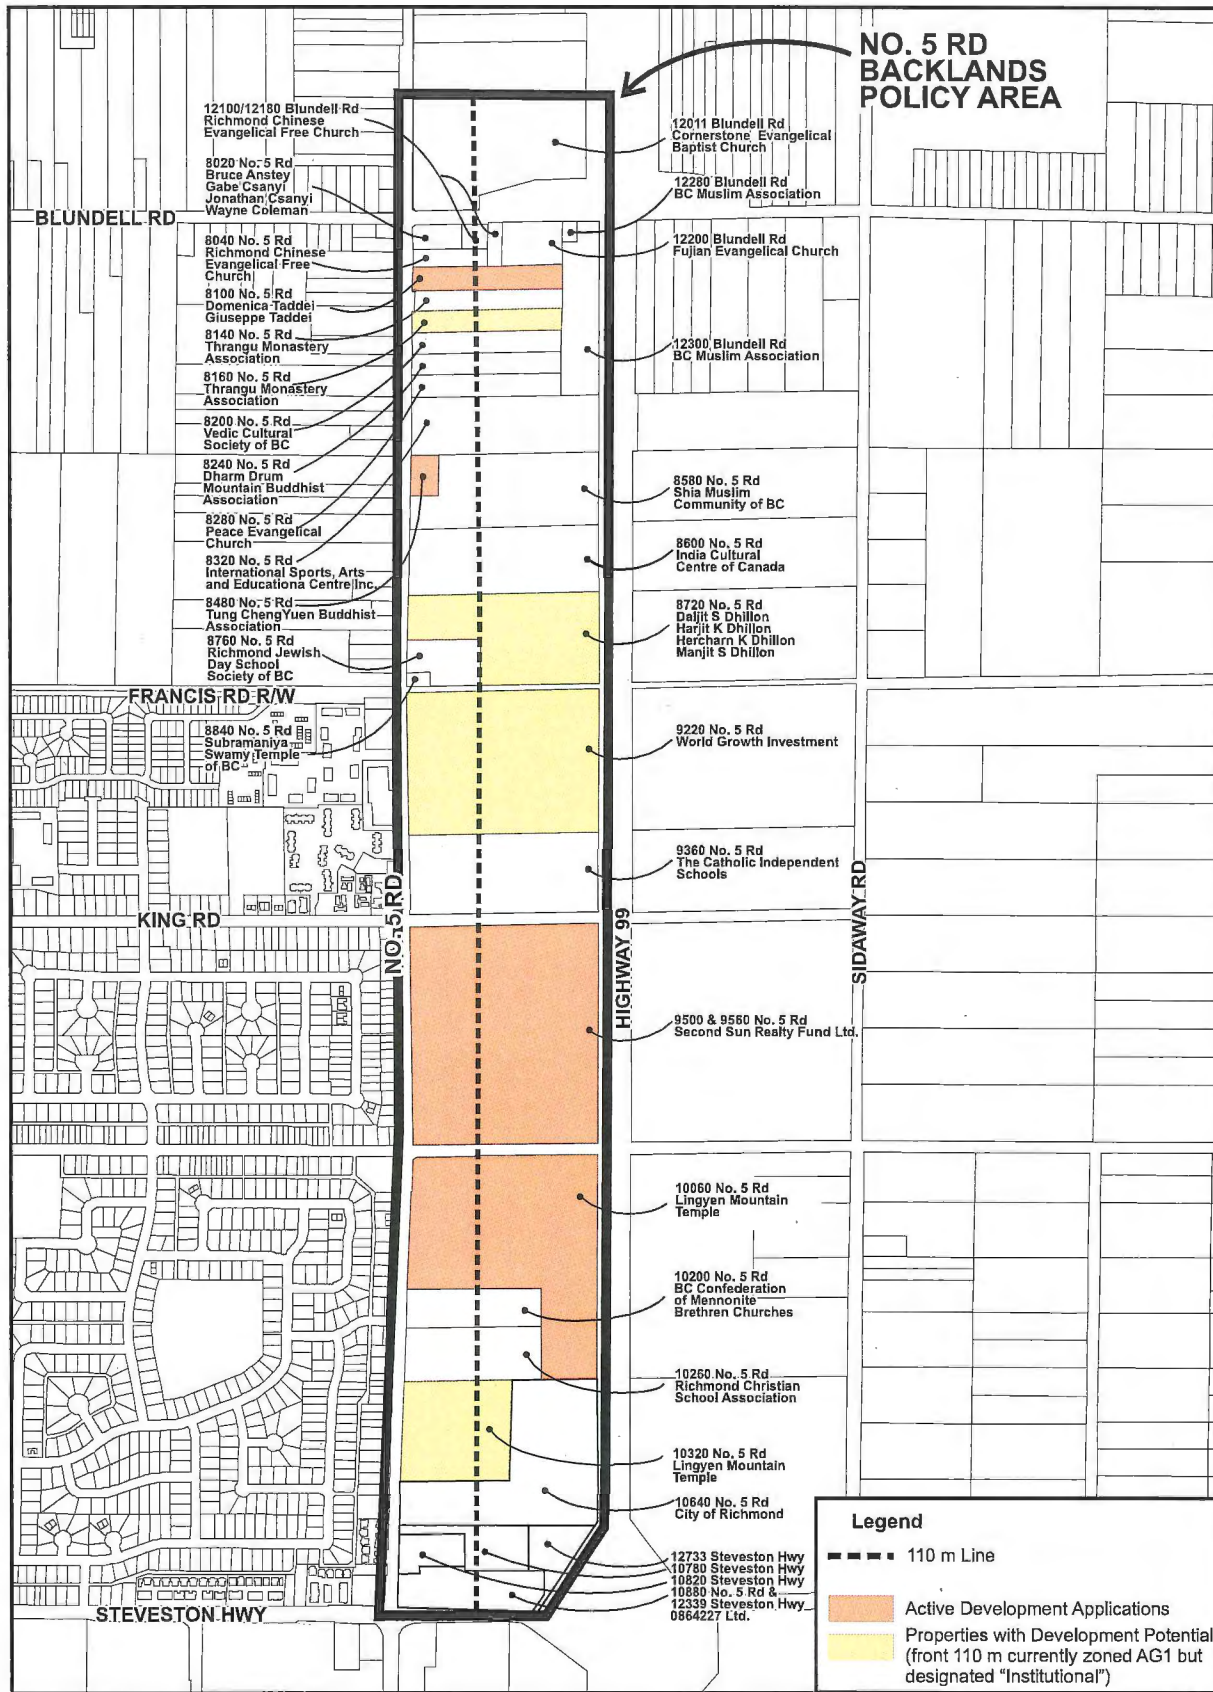 NO. 5 RD
BACKLANDS
POLICY AREA
12100/12180 Blundell Rd
Richmond Chinese
Evangelical Free Church
8020 No. 5 Rd
Bruce Anstey
Gabe Csanyi
Jonathan Csanyi
Wayne Coleman
BLUNDELL RD
8040 No. 5 Rd
Richmond Chinese
Evangelical Free
Church
8100 No. 5 Rd
Domenica Taddei
Giuseppe Taddei
8140 No. 5 Rd
Thrangu Monastery
Association
8160 No. 5 Rd
Thrangu Monastery
Association
8200 No. 5 Rd
Vedic Cultural
Society of BC
8240 No. 5 Rd
Dharm Drum
Mountain Buddhist
Association
8280 No. 5 Rd
Peace Evangelical
Church
8320 No. 5 Rd
International Sports, Arts
and Educationa Centre Inc.
8480 No. 5 Rd
Tung ChengYuen Buddhist
Association
8760 No. 5 Rd
Richmond Jewish
Day School
Society of BC
FRANCIS RD R/W
8840 No. 5 Rd
Subramaniya
Swamy Temple
of BC
KING RD
NO. 5 RD
STEVESTON HWY
12011 Blundell Rd
Cornerstone Evangelical
Baptist Church
12280 Blundell Rd
BC Muslim Association
12200 Blundell Rd
Fujian Evangelical Church
12300 Blundell Rd
BC Muslim Association
8580 No. 5 Rd
Shia Muslim
Community of BC
8600 No. 5 Rd
India Cultural
Centre of Canada
8720 No. 5 Rd
Daljit S Dhillon
Harjit K Dhillon
Hercharn K Dhillon
Manjit S Dhillon
9220 No. 5 Rd
World Growth Investment
9360 No. 5 Rd
The Catholic Independent
Schools
HIGHWAY 99
SIDAWAY RD
9500 & 9560 No. 5 Rd
Second Sun Realty Fund Ltd.
10060 No. 5 Rd
Lingyen Mountain
Temple
10200 No. 5 Rd
BC Confederation
of Mennonite
Brethren Churches
10260 No. 5 Rd
Richmond Christian
School Association
10320 No. 5 Rd
Lingyen Mountain
Temple
10640 No. 5 Rd
City of Richmond
12733 Steveston Hwy
10780 Steveston Hwy
10820 Steveston Hwy
10880 No. 5 Rd &
12339 Steveston Hwy
0864227 Ltd.
Legend
110 m Line
Active Development Applications
Properties with Development Potential
(front 110 m currently zoned AG1 but
designated "Institutional")